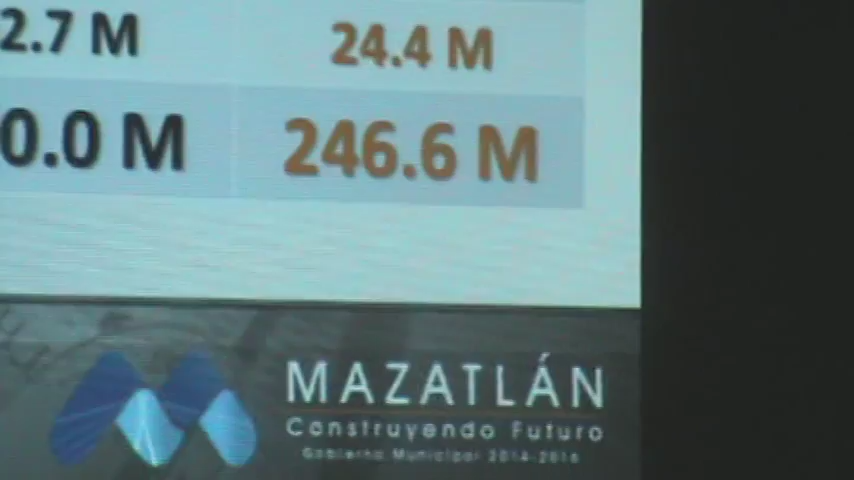 2.7 M 24.4 M
0.0 M 246.6 M
MAZATLÁN
Construyendo Futuro
Gobierno Municipal 2014-2016